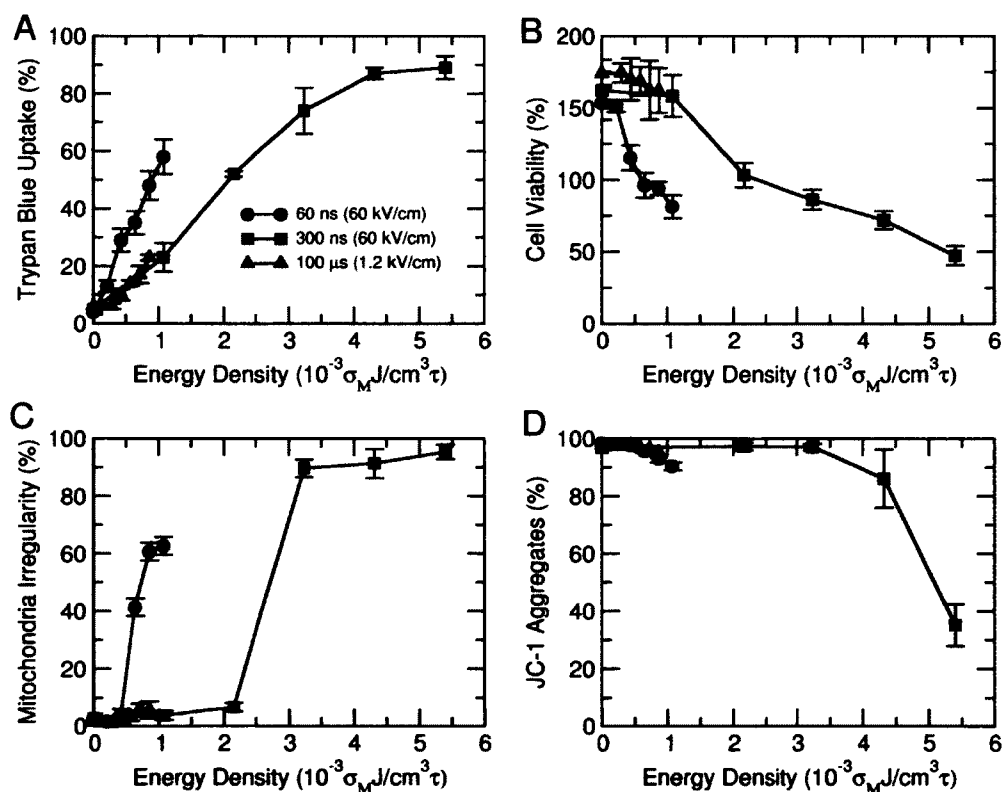 A
Trypan Blue Uptake (%)
100
80
60
40
20
0
60 ns (60 kV/cm)
300 ns (60 kV/cm)
100 µs (1.2 kV/cm)
0 1 2 3 4 5 6
Energy Density (10⁻³σ_MJ/cm³τ)
B
Cell Viability (%)
200
150
100
50
0
0 1 2 3 4 5 6
Energy Density (10⁻³σ_MJ/cm³τ)
C
Mitochondria Irregularity (%)
100
80
60
40
20
0
0 1 2 3 4 5 6
Energy Density (10⁻³σ_MJ/cm³τ)
D
JC-1 Aggregates (%)
100
80
60
40
20
0
0 1 2 3 4 5 6
Energy Density (10⁻³σ_MJ/cm³τ)